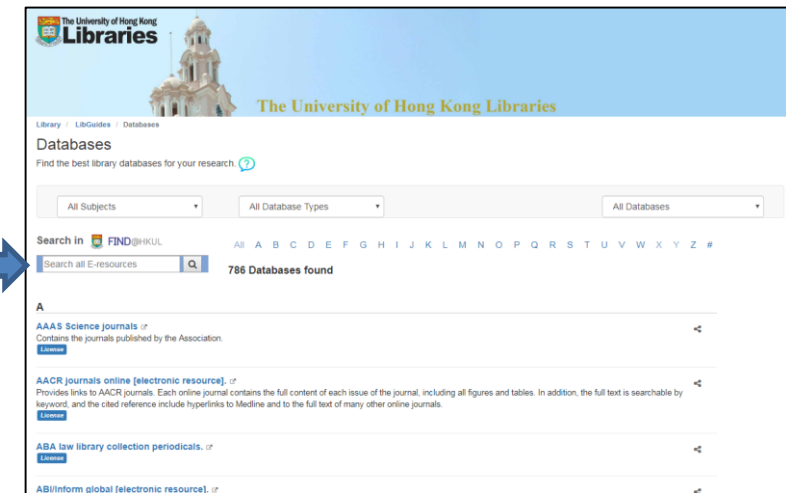 The University of Hong Kong
Libraries
The University of Hong Kong Libraries
Library / LibGuides / Databases
Databases
Find the best library databases for your research. ?
All Subjects
All Database Types
All Databases
Search in FIND@HKUL
All A B C D E F G H I J K L M N O P Q R S T U V W X Y Z #
Search all E-resources
786 Databases found
A
AAAS Science journals
Contains the journals published by the Association.
License
AACR journals online [electronic resource].
Provides links to AACR journals. Each online journal contains the full content of each issue of the journal, including all figures and tables. In addition, the full text is searchable by
keyword, and the cited reference include hyperlinks to Medline and to the full text of many other online journals.
License
ABA law library collection periodicals.
License
ABI/Inform global [electronic resource].